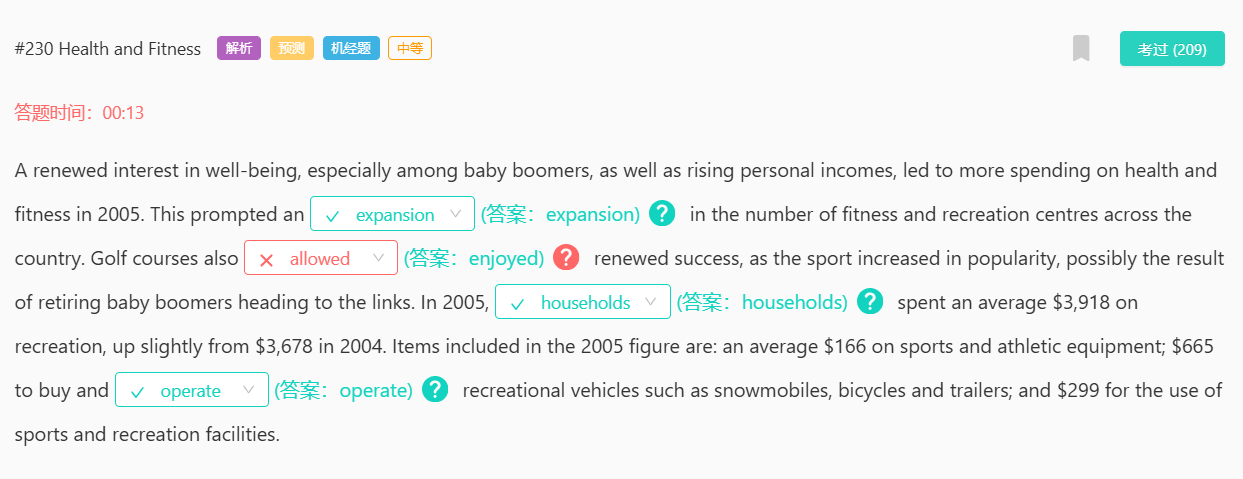 #230 Health and Fitness 解析 预测 机经题 中等 考过 (209)
答题时间：00:13
A renewed interest in well-being, especially among baby boomers, as well as rising personal incomes, led to more spending on health and
fitness in 2005. This prompted an expansion (答案：expansion) ? in the number of fitness and recreation centres across the
country. Golf courses also allowed (答案：enjoyed) ? renewed success, as the sport increased in popularity, possibly the result
of retiring baby boomers heading to the links. In 2005, households (答案：households) ? spent an average $3,918 on
recreation, up slightly from $3,678 in 2004. Items included in the 2005 figure are: an average $166 on sports and athletic equipment; $665
to buy and operate (答案：operate) ? recreational vehicles such as snowmobiles, bicycles and trailers; and $299 for the use of
sports and recreation facilities.